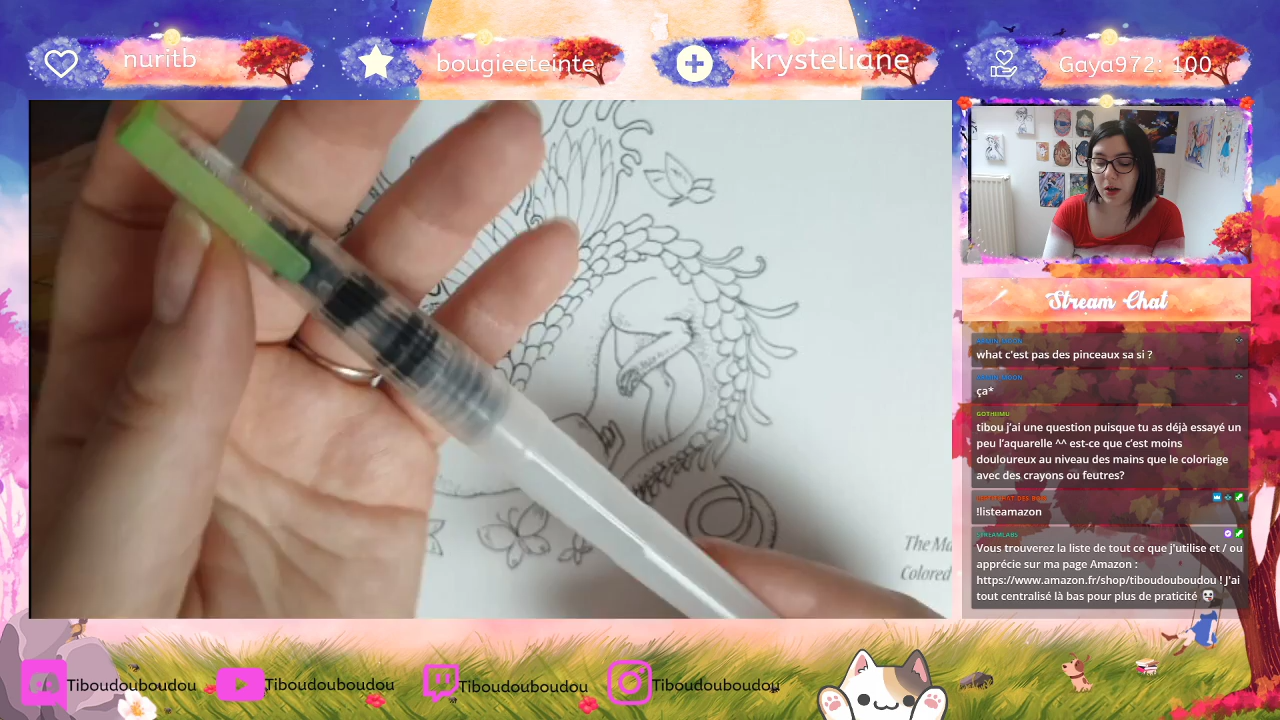 nuritb
bougieeteinte
krysteliane
Gaya972: 100
Stream Chat
what c'est pas des pinceaux sa si ?
ça*
GOTHIIMU
tibou j'ai une question puisque tu as déjà essayé un
peu l'aquarelle ^^ est-ce que c'est moins
douloureux au niveau des mains que le coloriage
avec des crayons ou feutres?
!listeamazon
STREAMLABS
Vous trouverez la liste de tout ce que j'utilise et / ou
apprécie sur ma page Amazon :
https://www.amazon.fr/shop/tiboudouboudou ! J'ai
tout centralisé là bas pour plus de praticité
The
Colored
Tiboudouboudou
Tiboudouboudou
Tiboudouboudou
Tiboudouboudou